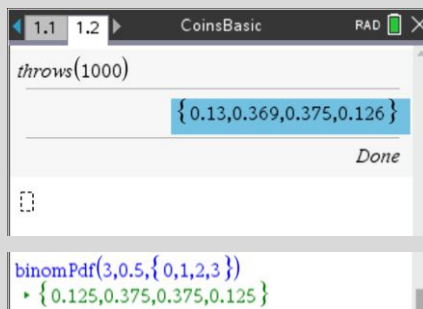 1.1 1.2 CoinsBasic RAD
throws(1000)
{0.13,0.369,0.375,0.126}
Done
binomPdf(3,0.5,{0,1,2,3})
▸ {0.125,0.375,0.375,0.125}